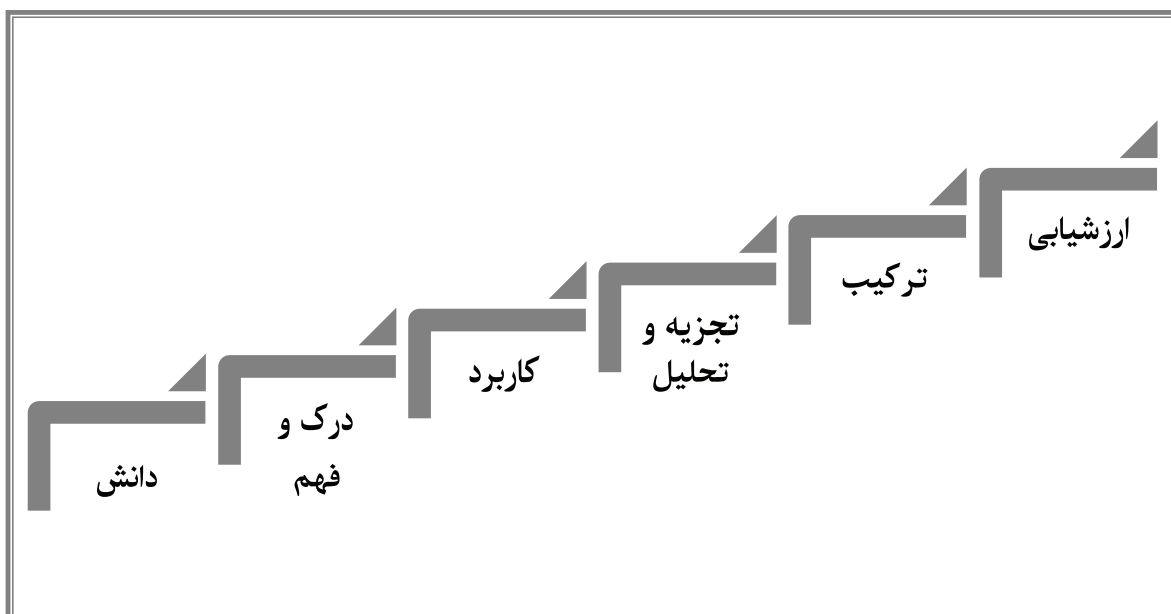 ارزشیابی
ترکیب
تجزیه و
تحلیل
کاربرد
درک و
فهم
دانش